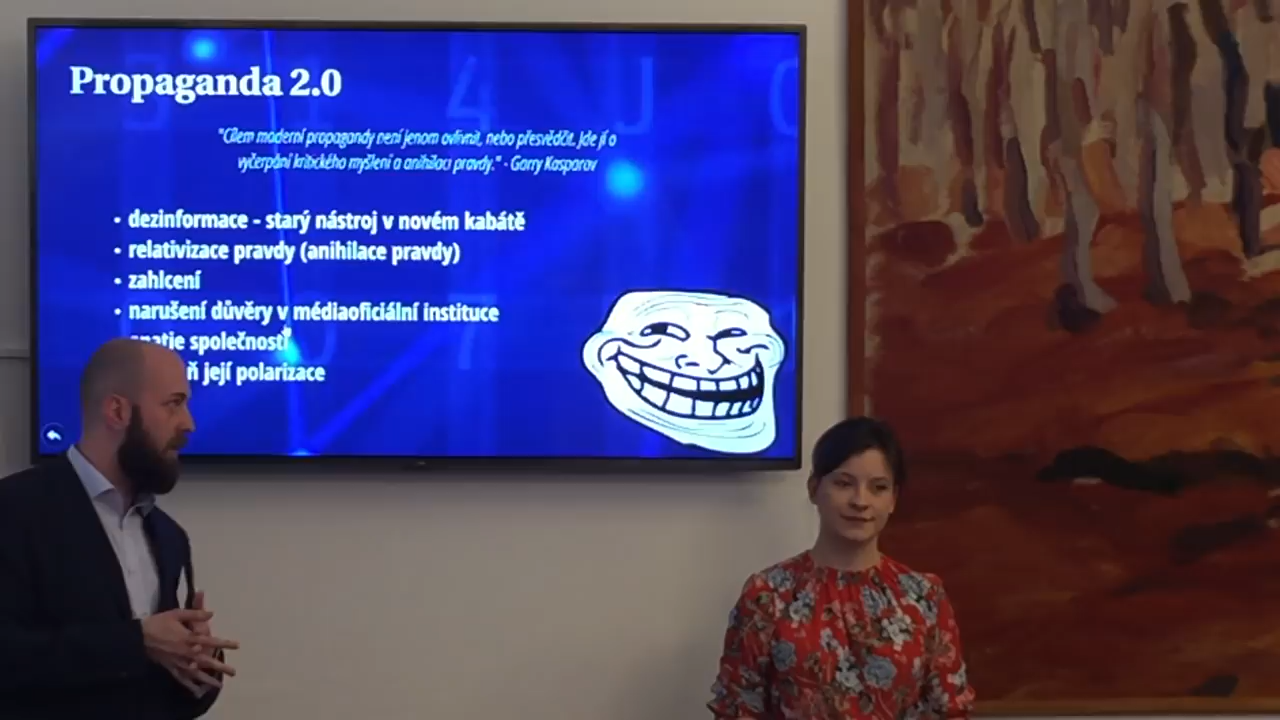 Propaganda 2.0
"Cílem moderní propagandy není jenom ovlivnit, nebo přesvědčit. Jde jí o
vyčerpání kritického myšlení a anihilaci pravdy." - Garry Kasparov
• dezinformace - starý nástroj v novém kabátě
• relativizace pravdy (anihilace pravdy)
• zahlcení
• narušení důvěry v médiaoficiální instituce
společnosti
její polarizace